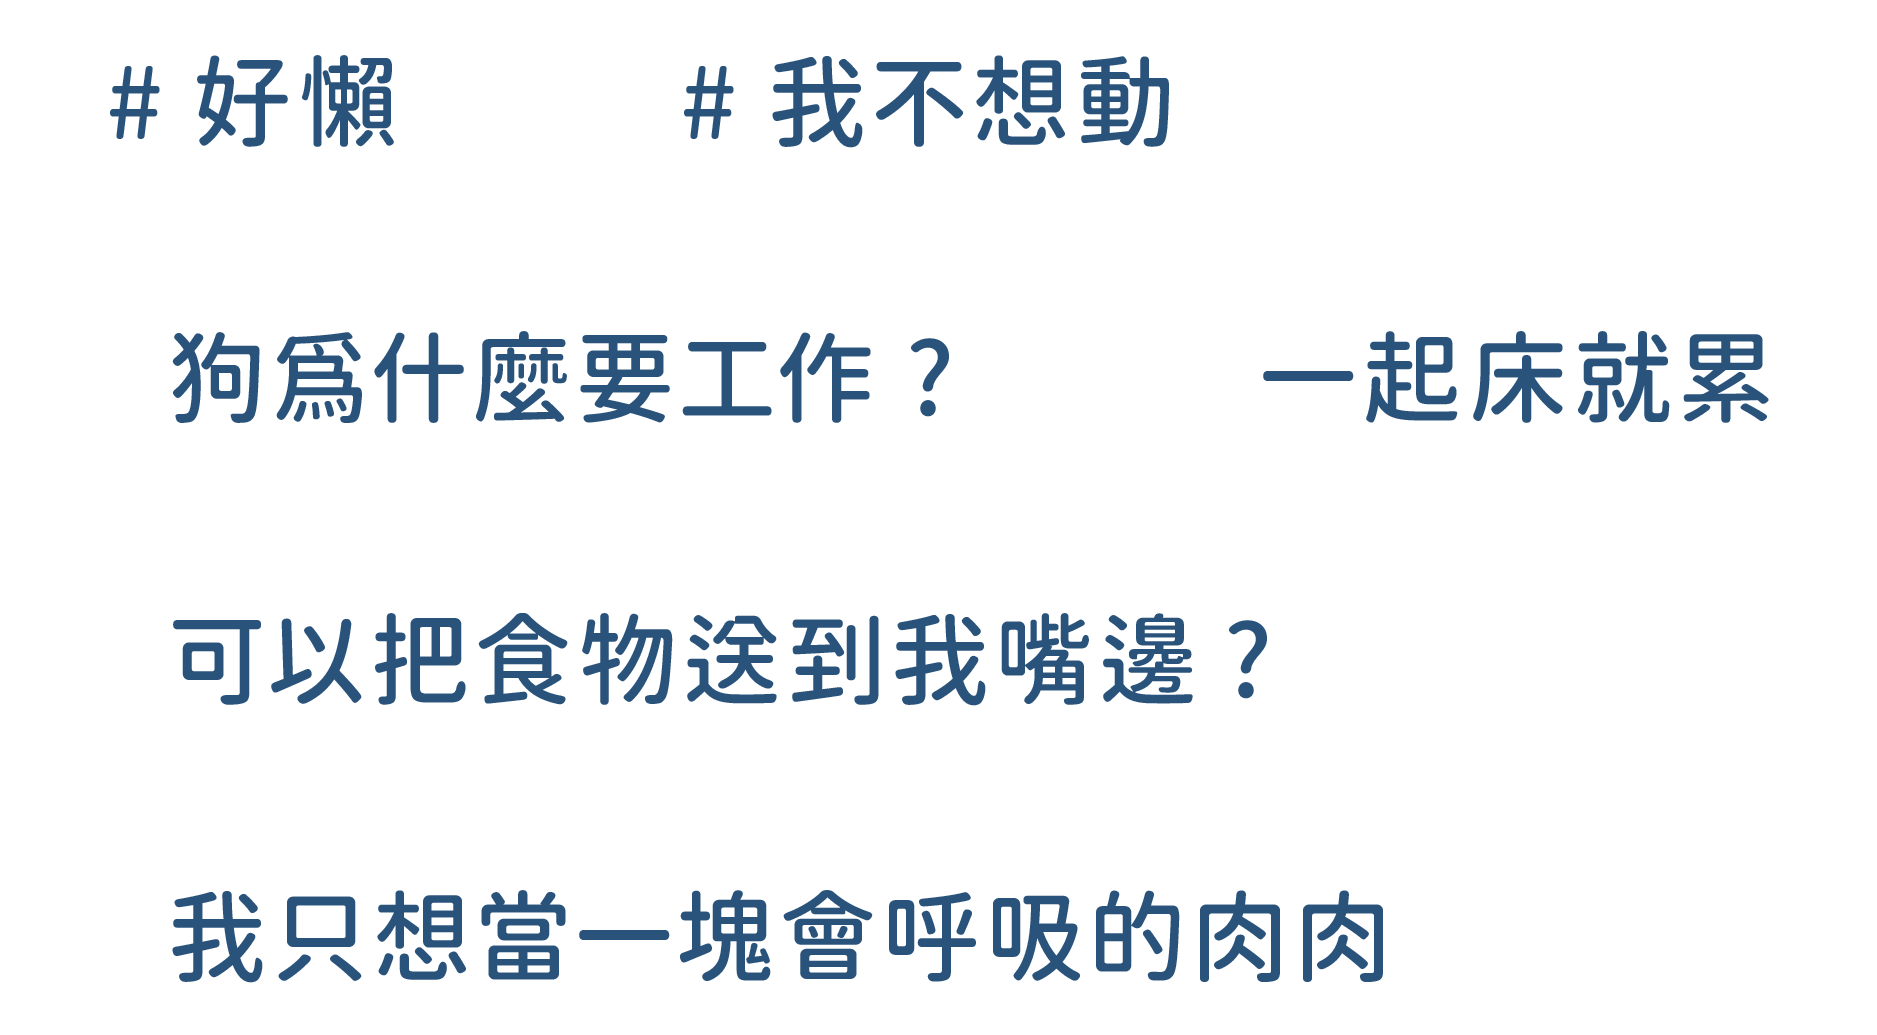 # 好懶 # 我不想動
狗爲什麼要工作？ 一起床就累
可以把食物送到我嘴邊？
我只想當一塊會呼吸的肉肉